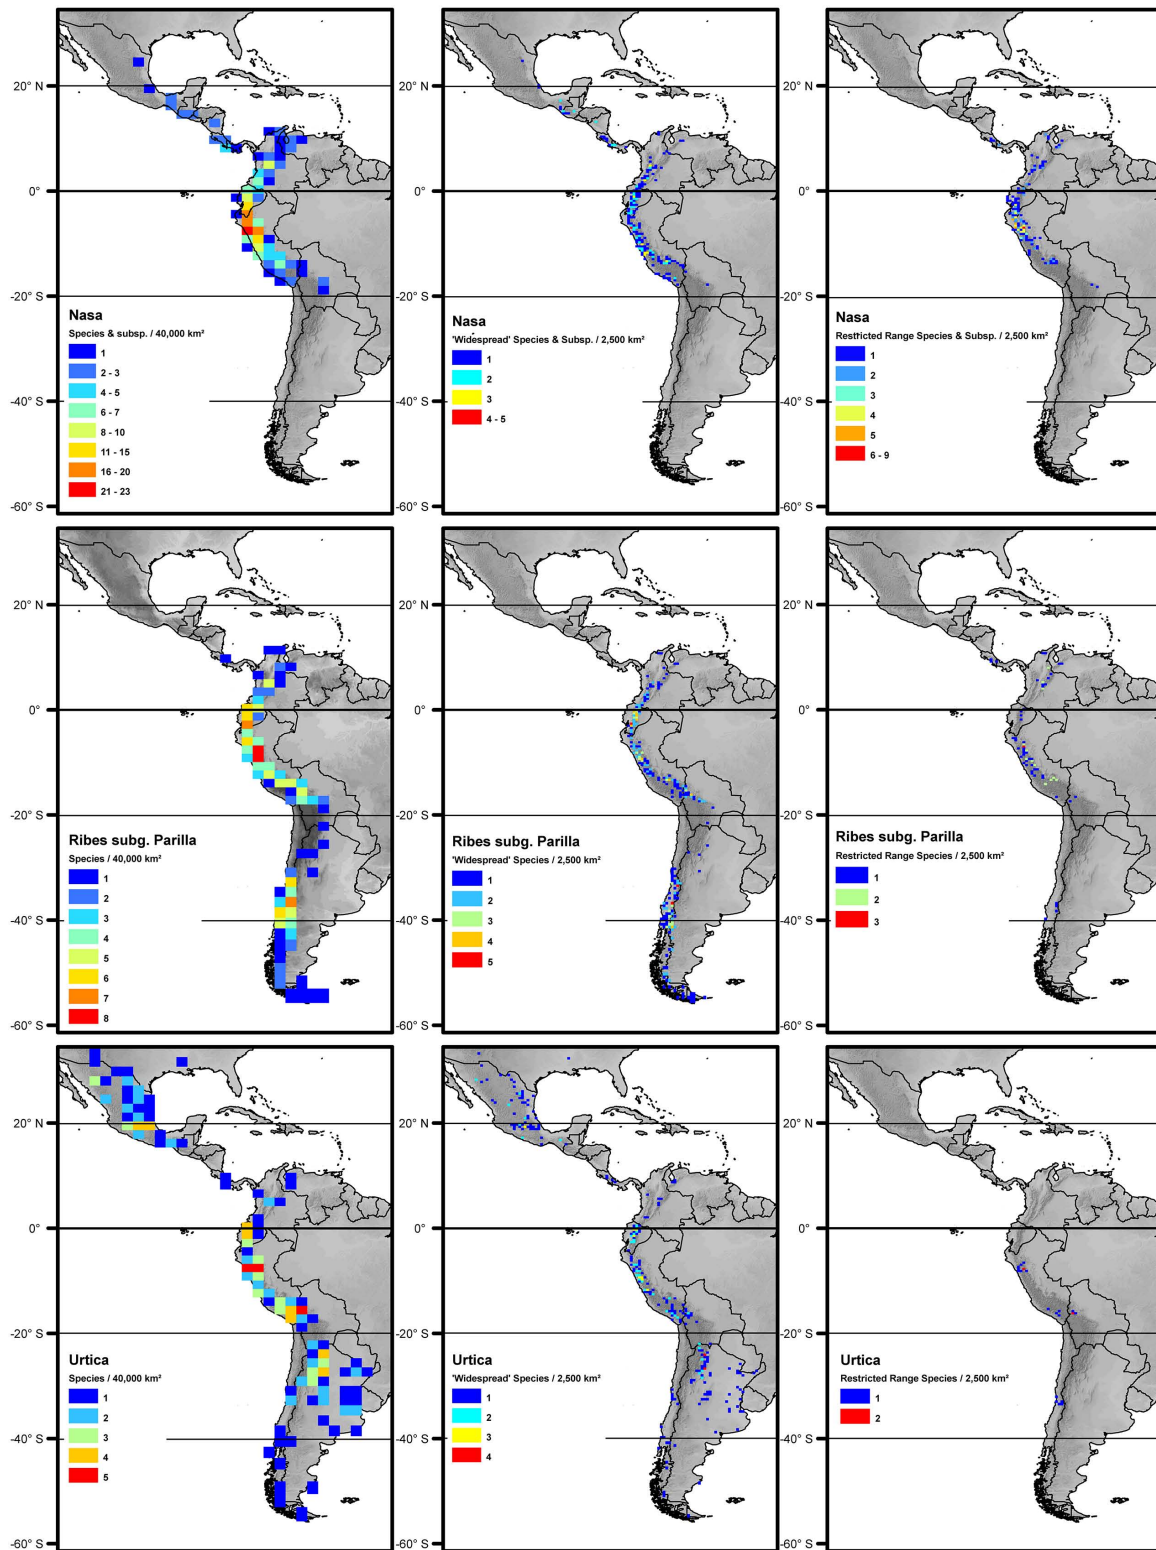 20° N
0°
20° S
-40° S
-60° S
Nasa
Species & subsp. / 40,000 km²
1
2 - 3
4 - 5
6 - 7
8 - 10
11 - 15
16 - 20
21 - 23
20° N
0°
20° S
-40° S
-60° S
Nasa
'Widespread' Species & Subsp. / 2,500 km²
1
2
3
4 - 5
20° N
0°
20° S
-40° S
-60° S
Nasa
Restricted Range Species & Subsp. / 2,500 km²
1
2
3
4
5
6 - 9
20° N
0°
20° S
-40° S
-60° S
Ribes subg. Parilla
Species / 40,000 km²
1
2
3
4
5
6
7
8
20° N
0°
20° S
-40° S
-60° S
Ribes subg. Parilla
'Widespread' Species / 2,500 km²
1
2
3
4
5
20° N
0°
20° S
-40° S
-60° S
Ribes subg. Parilla
Restricted Range Species / 2,500 km²
1
2
3
20° N
0°
20° S
-40° S
-60° S
Urtica
Species / 40,000 km²
1
2
3
4
5
20° N
0°
20° S
-40° S
-60° S
Urtica
'Widespread' Species / 2,500 km²
1
2
3
4
20° N
0°
20° S
-40° S
-60° S
Urtica
Restricted Range Species / 2,500 km²
1
2